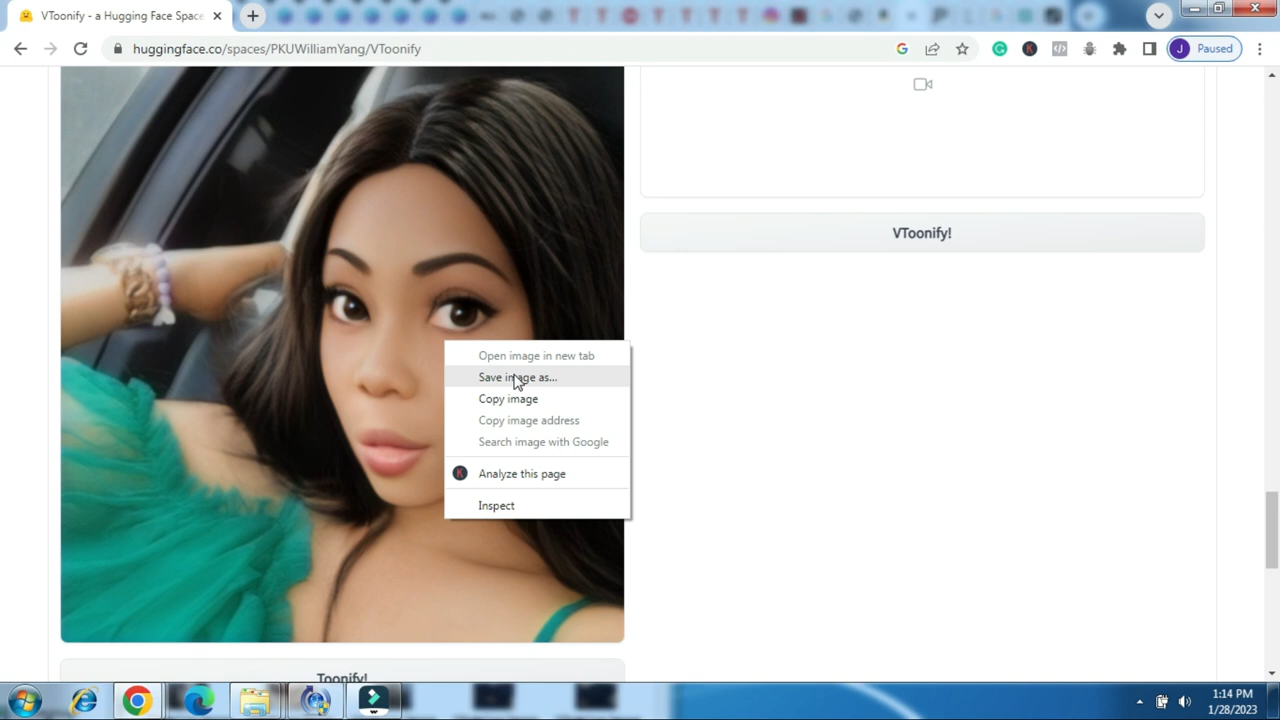 VToonify - a Hugging Face Space
huggingface.co/spaces/PKUWilliamYang/VToonify
J
Paused
VToonify!
Open image in new tab
Save image as...
Copy image
Copy image address
Search image with Google
K
Analyze this page
Inspect
Toonify!
1:14 PM
1/28/2023